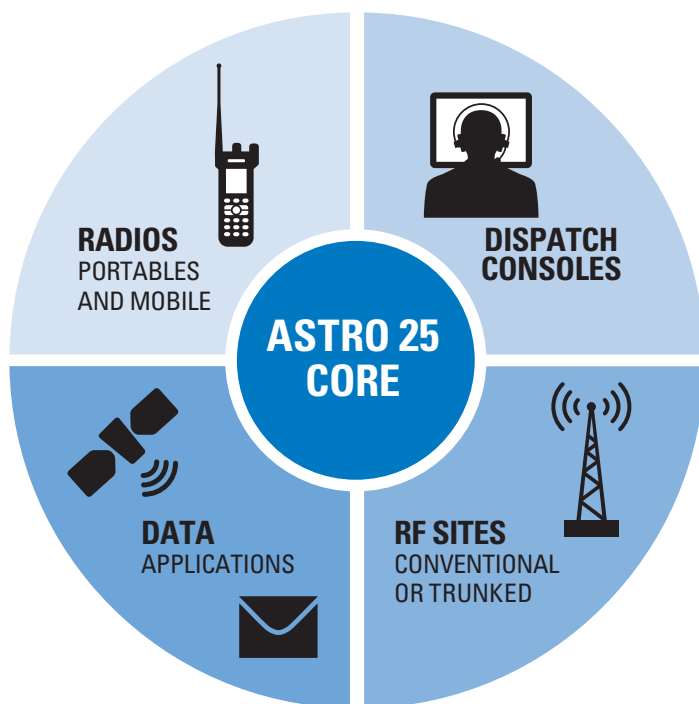 RADIOS
PORTABLES
AND MOBILE
DISPATCH
CONSOLES
ASTRO 25
CORE
DATA
APPLICATIONS
RF SITES
CONVENTIONAL
OR TRUNKED